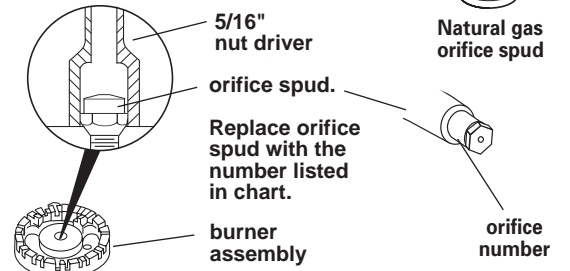 5/16"
nut driver
Natural gas
orifice spud
orifice spud.
Replace orifice
spud with the
number listed
in chart.
burner
assembly
orifice
number